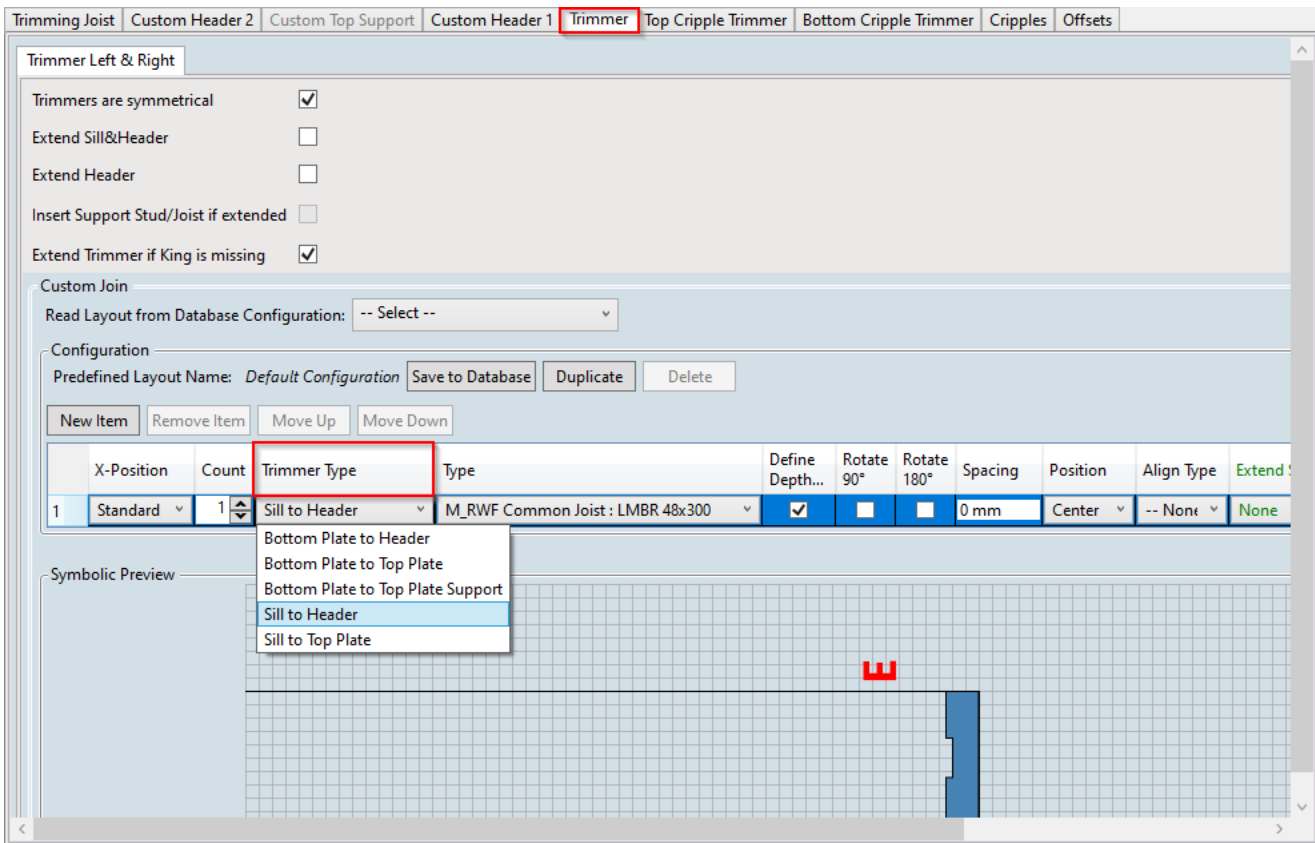 Trimming Joist Custom Header 2 Custom Top Support Custom Header 1 Trimmer Top Cripple Trimmer Bottom Cripple Trimmer Cripples Offsets
Trimmer Left & Right
Trimmers are symmetrical
Extend Sill&Header
Extend Header
Insert Support Stud/Joist if extended
Extend Trimmer if King is missing
Custom Join
Read Layout from Database Configuration: -- Select --
Configuration
Predefined Layout Name: Default Configuration Save to Database Duplicate Delete
New Item Remove Item Move Up Move Down
X-Position Count Trimmer Type Type Define Depth... Rotate 90° Rotate 180° Spacing Position Align Type Extend
1 Standard 1 Sill to Header M_RWF Common Joist : LMBR 48x300 0 mm Center -- None None
Bottom Plate to Header
Bottom Plate to Top Plate
Bottom Plate to Top Plate Support
Sill to Header
Sill to Top Plate
Symbolic Preview
E